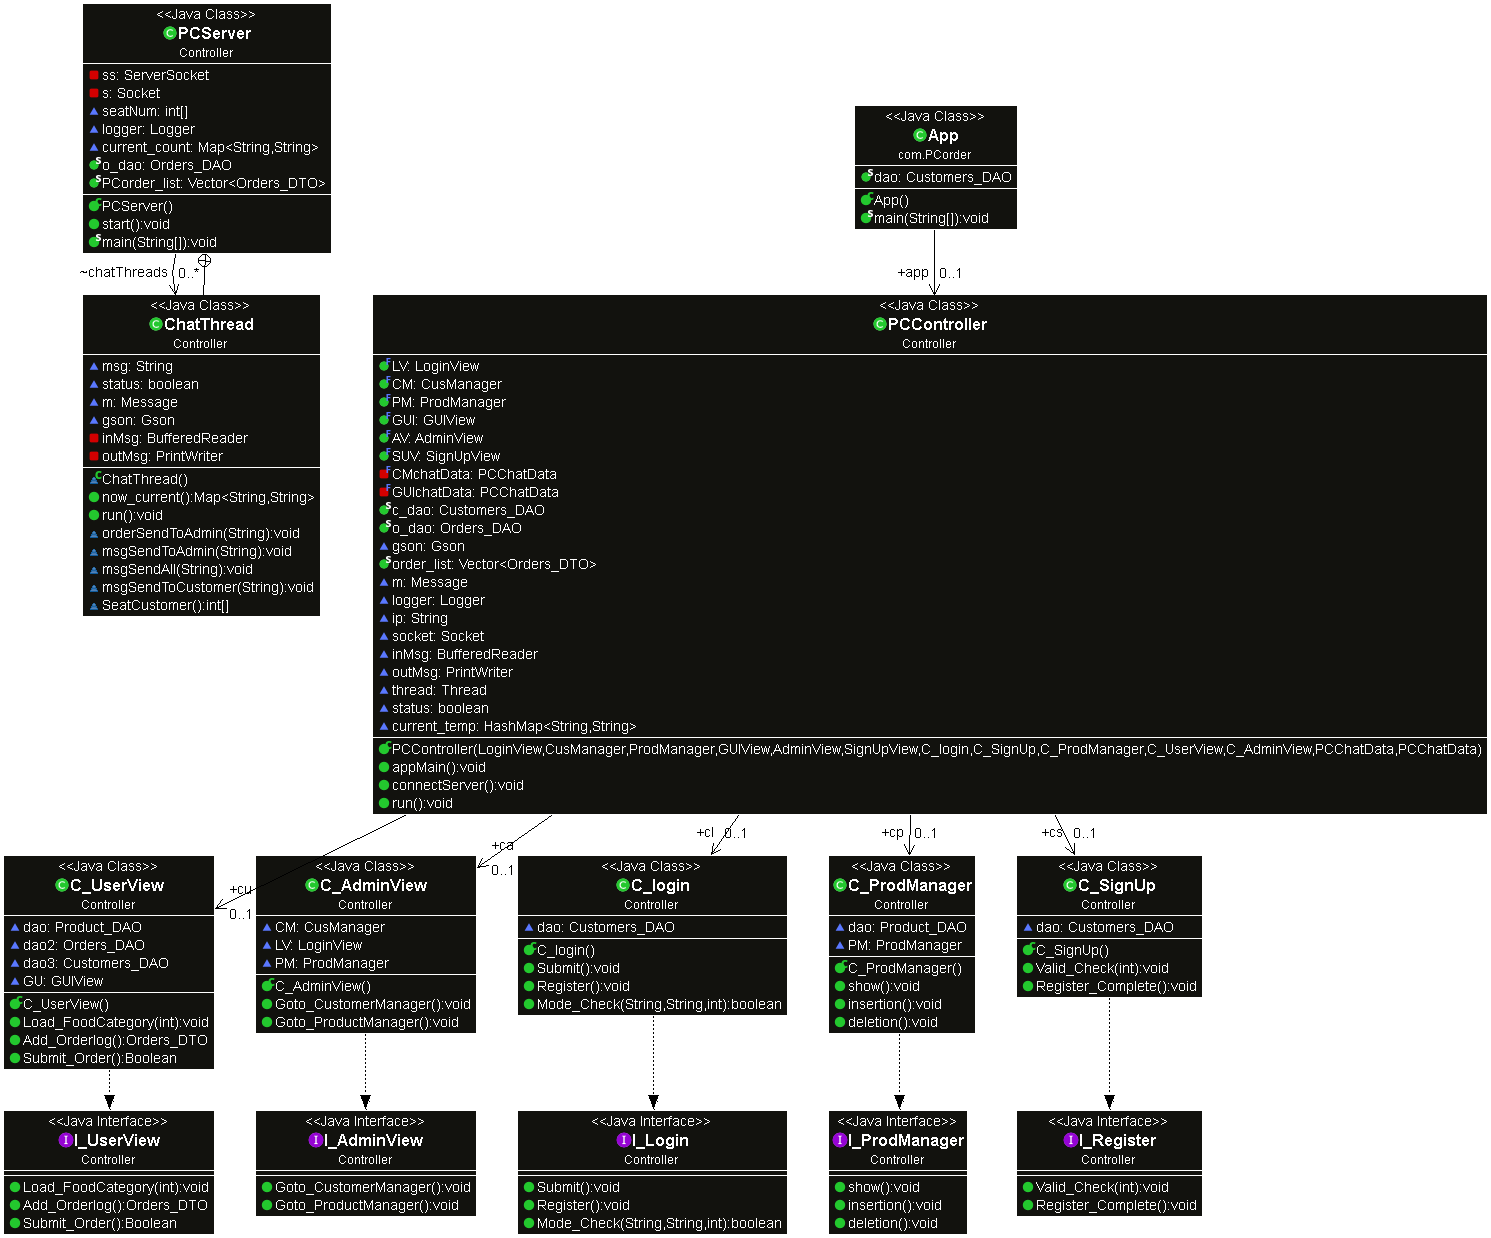 <<Java Class>>
PCServer
Controller
ss: ServerSocket
s: Socket
seatNum: int[]
logger: Logger
current_count: Map<String,String>
o_dao: Orders_DAO
PCorder_list: Vector<Orders_DTO>
PCServer()
start():void
main(String[]):void
~chatThreads 0..*
<<Java Class>>
ChatThread
Controller
msg: String
status: boolean
m: Message
gson: Gson
inMsg: BufferedReader
outMsg: PrintWriter
ChatThread()
now_current():Map<String,String>
run():void
orderSendToAdmin(String):void
msgSendToAdmin(String):void
msgSendAll(String):void
msgSendToCustomer(String):void
SeatCustomer():int[]
<<Java Class>>
App
com.PCorder
dao: Customers_DAO
App()
main(String[]):void
+app 0..1
<<Java Class>>
PCController
Controller
LV: LoginView
CM: CusManager
PM: ProdManager
GUI: GUIView
AV: AdminView
SUV: SignUpView
CMchatData: PCChatData
GUIchatData: PCChatData
c_dao: Customers_DAO
o_dao: Orders_DAO
gson: Gson
order_list: Vector<Orders_DTO>
m: Message
logger: Logger
ip: String
socket: Socket
inMsg: BufferedReader
outMsg: PrintWriter
thread: Thread
status: boolean
current_temp: HashMap<String,String>
PCController(LoginView,CusManager,ProdManager,GUIView,AdminView,SignUpView,C_login,C_SignUp,C_ProdManager,C_UserView,C_AdminView,PCChatData,PCChatData)
appMain():void
connectServer():void
run():void
+cu
0..1
+ca
0..1
+cl 0..1
+cp 0..1
+cs 0..1
<<Java Class>>
C_UserView
Controller
dao: Product_DAO
dao2: Orders_DAO
dao3: Customers_DAO
GU: GUIView
C_UserView()
Load_FoodCategory(int):void
Add_Orderlog():Orders_DTO
Submit_Order():Boolean
<<Java Class>>
C_AdminView
Controller
CM: CusManager
LV: LoginView
PM: ProdManager
C_AdminView()
Goto_CustomerManager():void
Goto_ProductManager():void
<<Java Class>>
C_login
Controller
dao: Customers_DAO
C_login()
Submit():void
Register():void
Mode_Check(String,String,int):boolean
<<Java Class>>
C_ProdManager
Controller
dao: Product_DAO
PM: ProdManager
C_ProdManager()
show():void
insertion():void
deletion():void
<<Java Class>>
C_SignUp
Controller
dao: Customers_DAO
C_SignUp()
Valid_Check(int):void
Register_Complete():void
<<Java Interface>>
I_UserView
Controller
Load_FoodCategory(int):void
Add_Orderlog():Orders_DTO
Submit_Order():Boolean
<<Java Interface>>
I_AdminView
Controller
Goto_CustomerManager():void
Goto_ProductManager():void
<<Java Interface>>
I_Login
Controller
Submit():void
Register():void
Mode_Check(String,String,int):boolean
<<Java Interface>>
I_ProdManager
Controller
show():void
insertion():void
deletion():void
<<Java Interface>>
I_Register
Controller
Valid_Check(int):void
Register_Complete():void